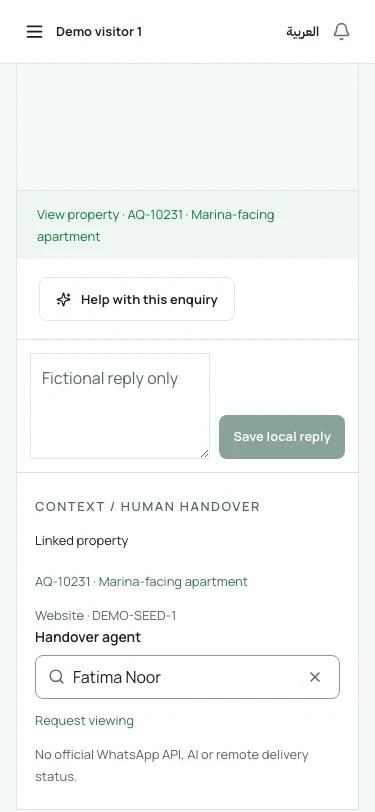 Demo visitor 1
العربية
View property · AQ-10231 · Marina-facing
apartment
Help with this enquiry
Fictional reply only
Save local reply
CONTEXT / HUMAN HANDOVER
Linked property
AQ-10231 · Marina-facing apartment
Website · DEMO-SEED-1
Handover agent
Fatima Noor
Request viewing
No official WhatsApp API, AI or remote delivery
status.